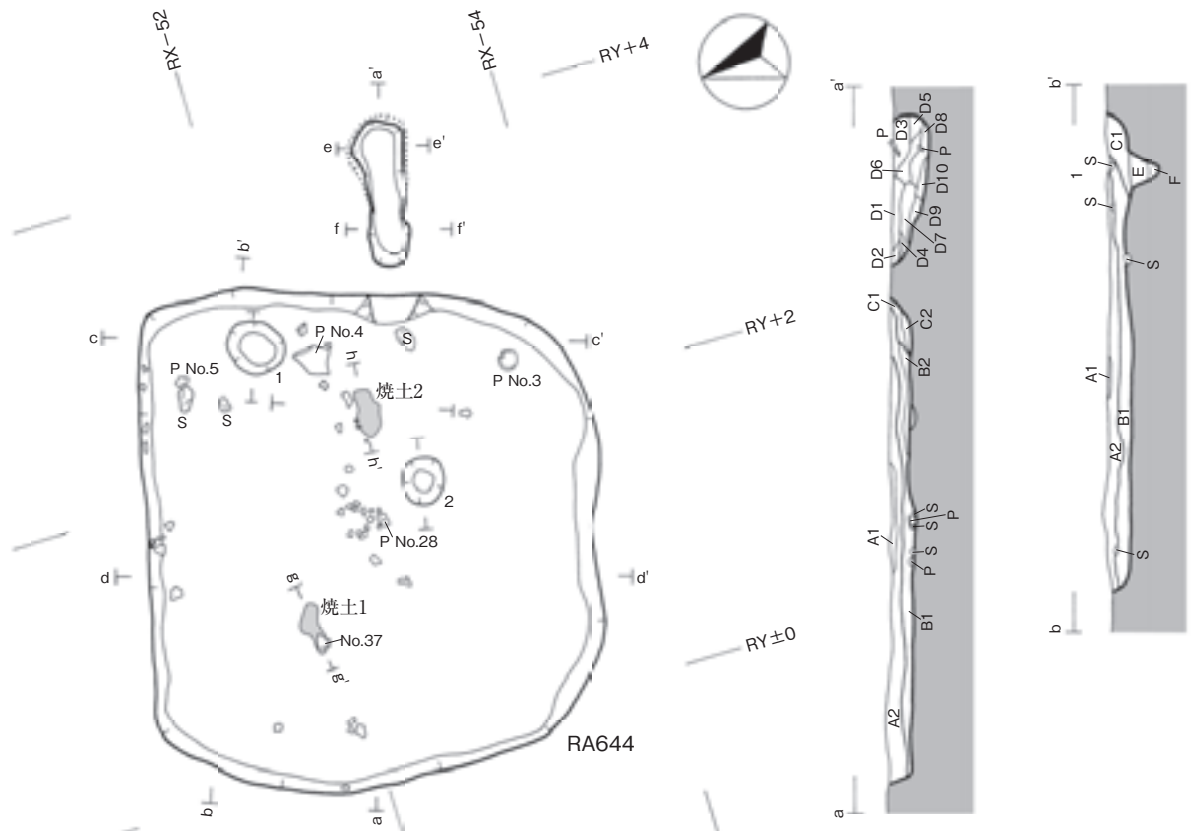 RX−52
RX−54
RY+4
a'
e
e'
f
f'
b'
RY+2
c
c'
P No.4
S
h
1
P No.5
P No.3
焼土2
S
S
h'
2
P No.28
d
d'
g
焼土1
No.37
g'
RY±0
RA644
b
a
a'
P
D3
D5
D8
P
D6
D10
D1
D9
D7
D2
D4
C1
C2
B2
A1
S
P
S
S
P
B1
A2
a
b'
C1
S
1
E
F
S
S
A1
B1
A2
S
b